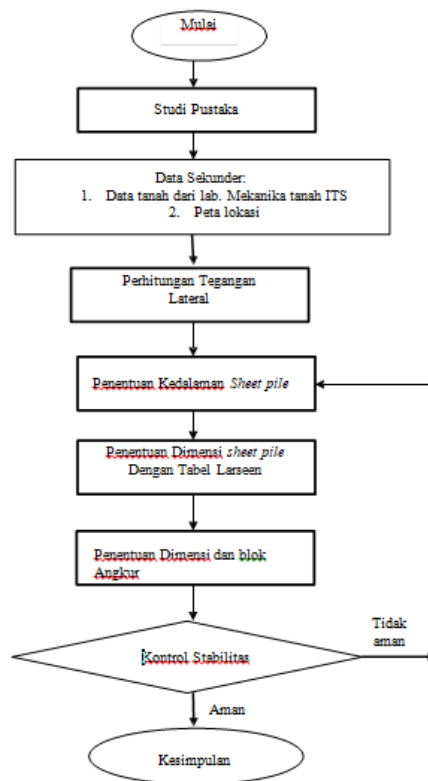 Mulai
Studi Pustaka
Data Sekunder:
1. Data tanah dari lab. Mekanika tanah ITS
2. Peta lokasi
Perhitungan Tegangan
Lateral
Penentuan Kedalaman Sheet pile
Penentuan Dimensi sheet pile
Dengan Tabel Larseen
Penentuan Dimensi dan blok
Angkur
Kontrol Stabilitas
Tidak
aman
Aman
Kesimpulan